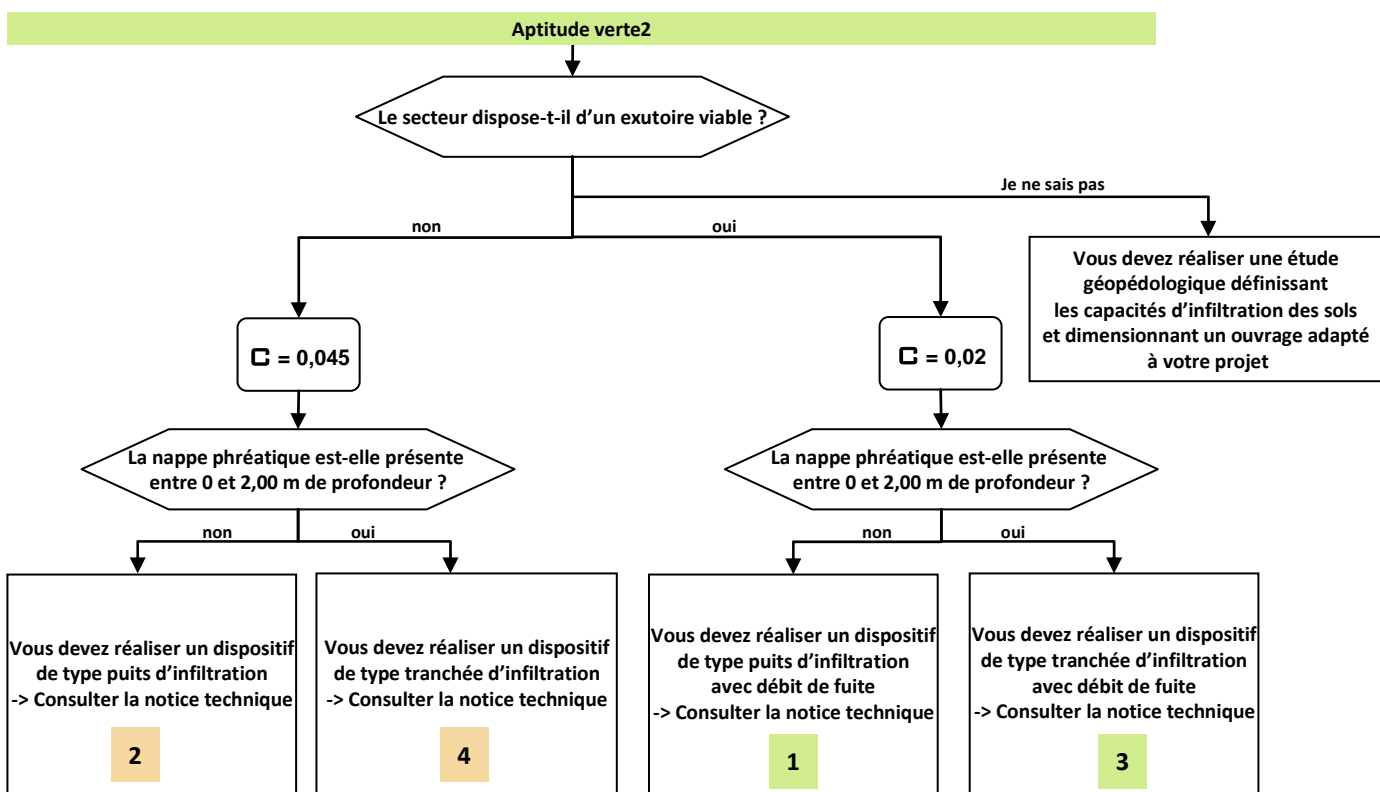 Aptitude verte2
Le secteur dispose-t-il d'un exutoire viable ?
Je ne sais pas
non
oui
Vous devez réaliser une étude
géopédologique définissant
les capacités d'infiltration des sols
et dimensionnant un ouvrage adapté
à votre projet
C = 0,045
C = 0,02
La nappe phréatique est-elle présente
entre 0 et 2,00 m de profondeur ?
La nappe phréatique est-elle présente
entre 0 et 2,00 m de profondeur ?
non
oui
non
oui
Vous devez réaliser un dispositif
de type puits d'infiltration
-> Consulter la notice technique
2
Vous devez réaliser un dispositif
de type tranchée d'infiltration
-> Consulter la notice technique
4
Vous devez réaliser un dispositif
de type puits d'infiltration
avec débit de fuite
-> Consulter la notice technique
1
Vous devez réaliser un dispositif
de type tranchée d'infiltration
avec débit de fuite
-> Consulter la notice technique
3